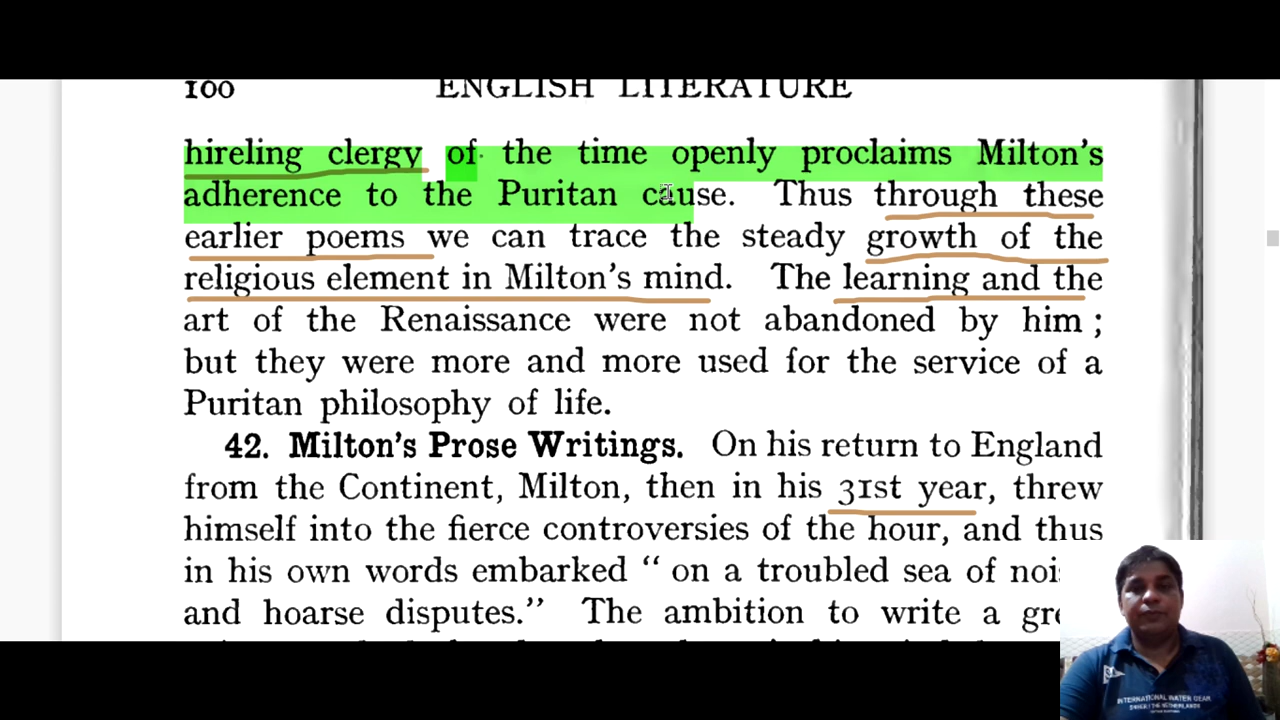 100 ENGLISH LITERATURE
hireling clergy of the time openly proclaims Milton's
adherence to the Puritan cause. Thus through these
earlier poems we can trace the steady growth of the
religious element in Milton's mind. The learning and the
art of the Renaissance were not abandoned by him ;
but they were more and more used for the service of a
Puritan philosophy of life.
42. Milton's Prose Writings. On his return to England
from the Continent, Milton, then in his 31st year, threw
himself into the fierce controversies of the hour, and thus
in his own words embarked “ on a troubled sea of
and hoarse disputes.” The ambition to write a
INTERNATIONAL WATER GEAR